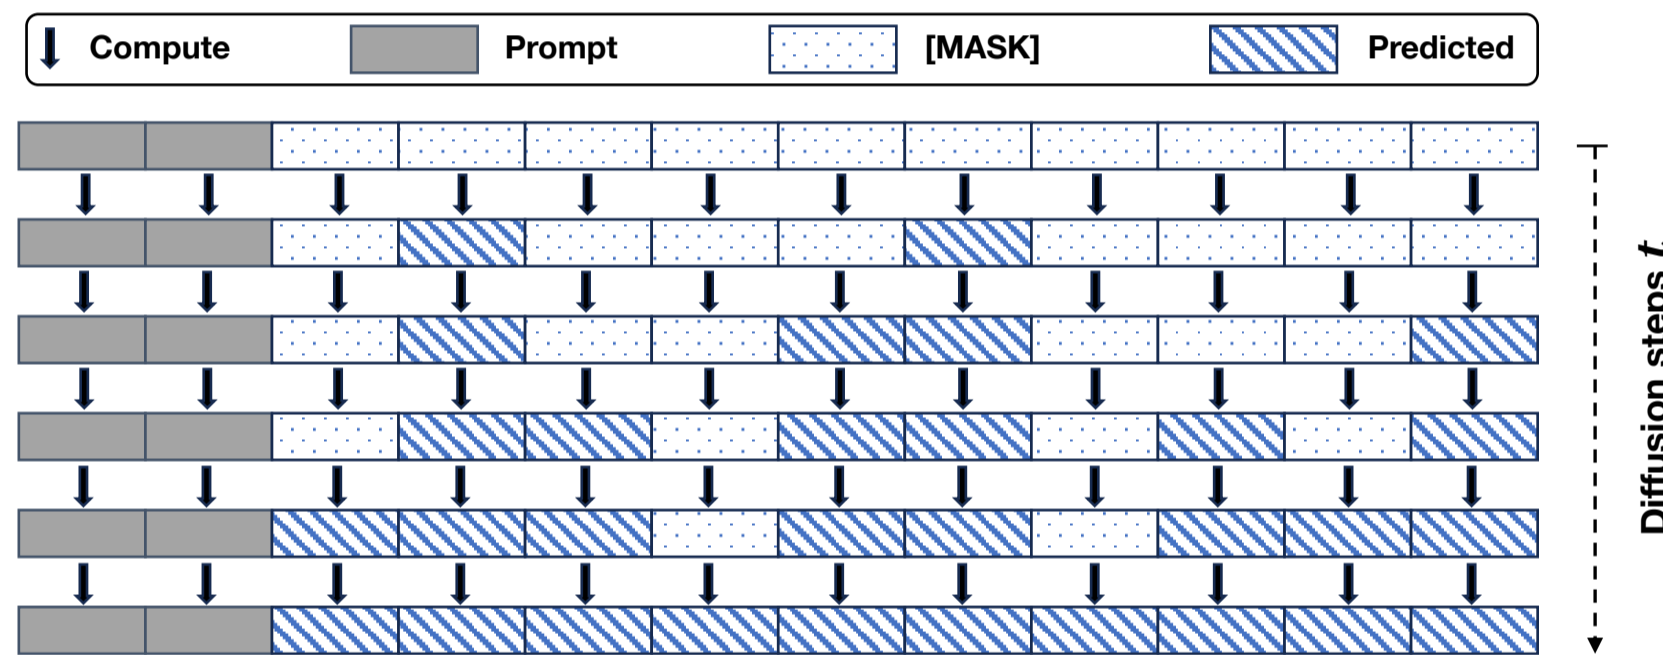 Compute
Prompt
[MASK]
Predicted
Diffusion steps t